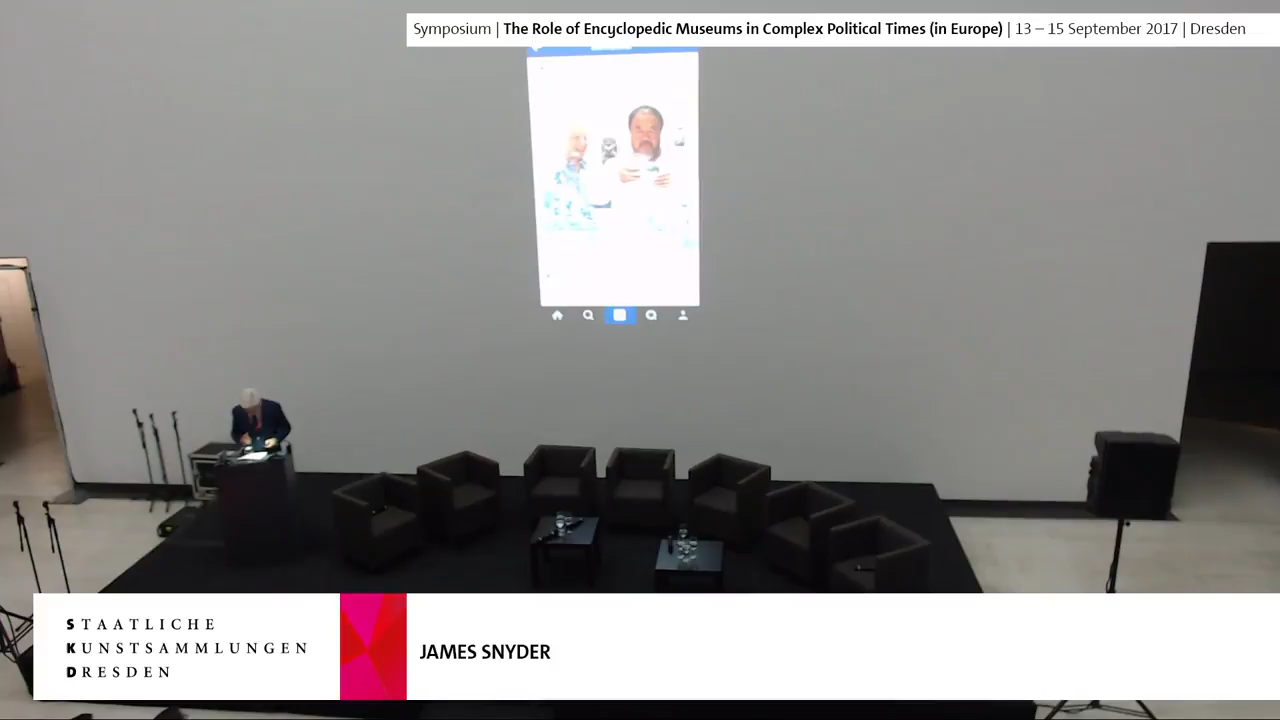 Symposium | The Role of Encyclopedic Museums in Complex Political Times (in Europe) | 13 – 15 September 2017 | Dresden
STAATLICHE
KUNSTSAMMLUNGEN
DRESDEN
JAMES SNYDER